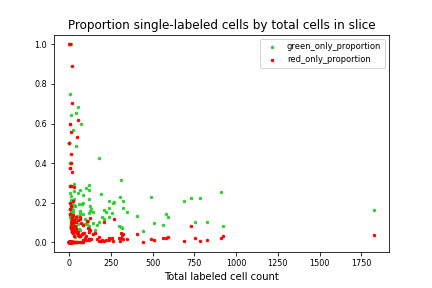 Proportion single-labeled cells by total cells in slice
green_only_proportion
red_only_proportion
1.0
0.8
0.6
0.4
0.2
0.0
0 250 500 750 1000 1250 1500 1750
Total labeled cell count